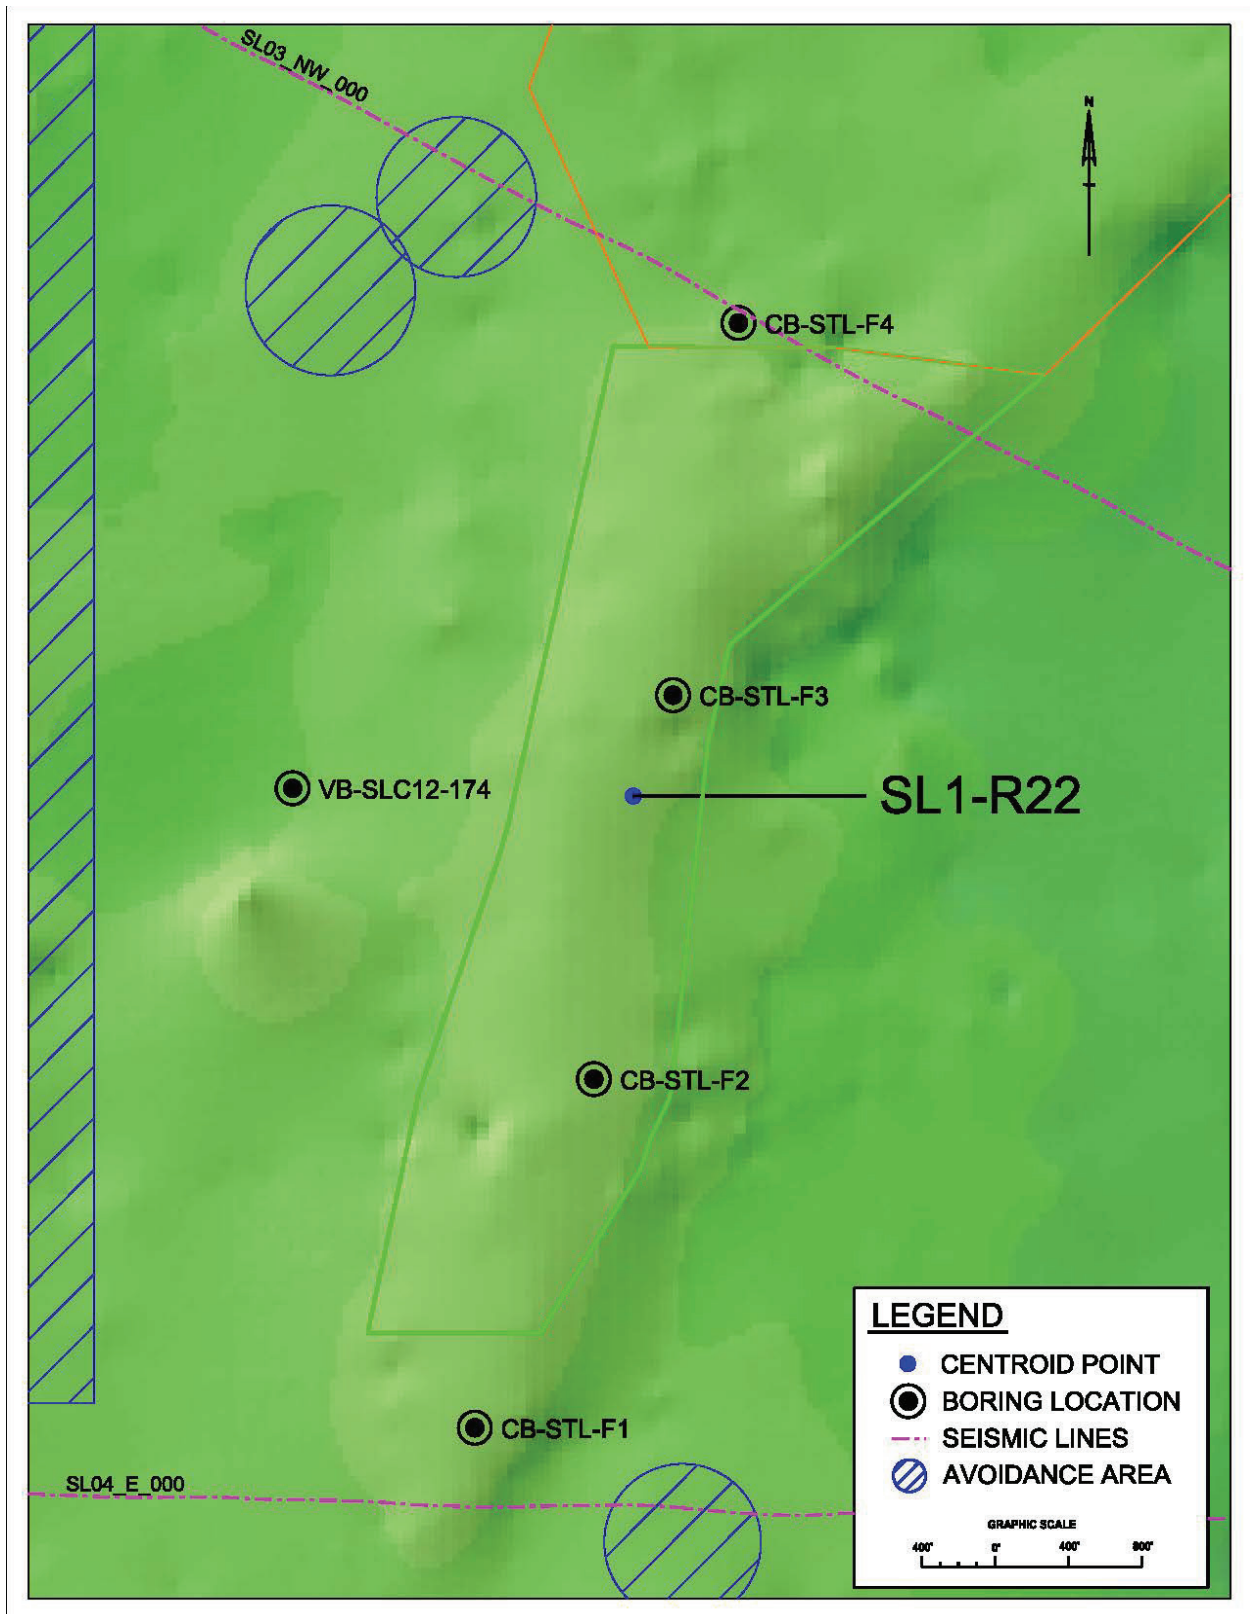 SL03_NW_000
N
CB-STL-F4
CB-STL-F3
VB-SLC12-174
SL1-R22
CB-STL-F2
CB-STL-F1
SL04_E_000
LEGEND
CENTROID POINT
BORING LOCATION
SEISMIC LINES
AVOIDANCE AREA
GRAPHIC SCALE
400' 0' 400' 800'